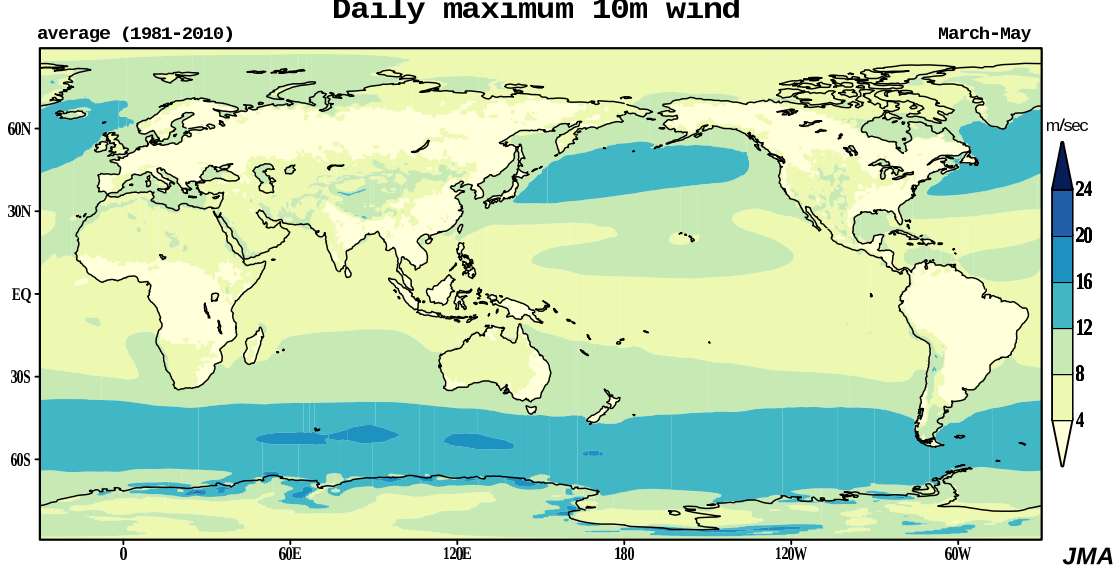 Daily maximum 10m wind
average (1981-2010) March-May
m/sec
60N
30N
EQ
30S
60S
24
20
16
12
8
4
0 60E 120E 180 120W 60W
JMA